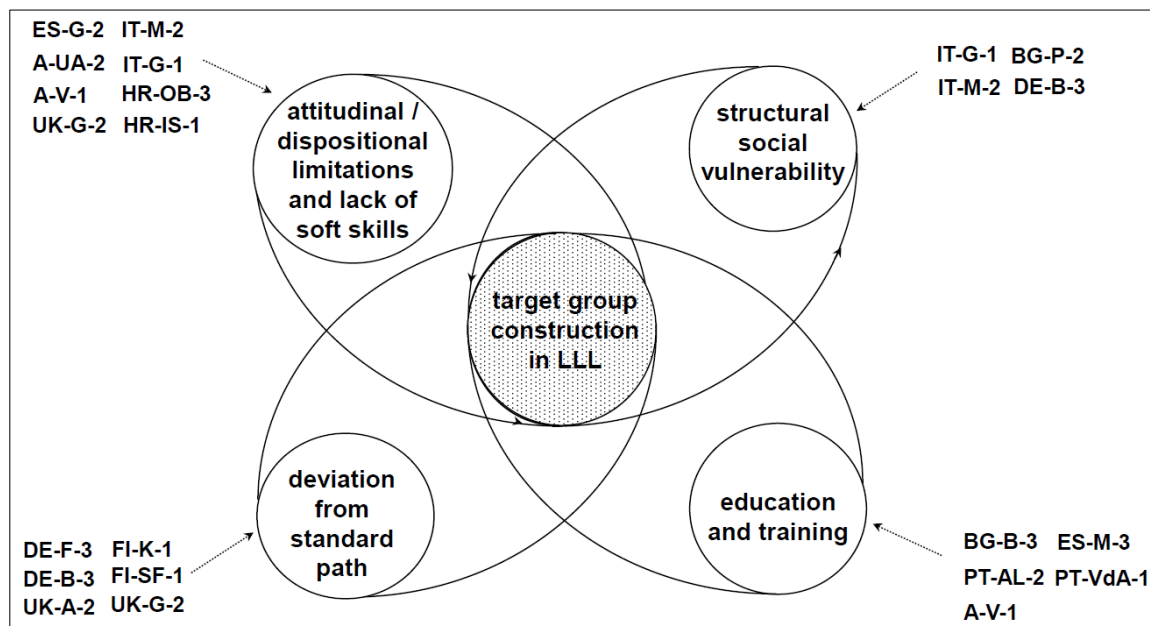 ES-G-2 IT-M-2
A-UA-2 IT-G-1
A-V-1 HR-OB-3
UK-G-2 HR-IS-1
attitudinal /
dispositional
limitations
and lack of
soft skills
IT-G-1 BG-P-2
IT-M-2 DE-B-3
structural
social
vulnerability
target group
construction
in LLL
deviation
from
standard
path
DE-F-3 FI-K-1
DE-B-3 FI-SF-1
UK-A-2 UK-G-2
education
and training
BG-B-3 ES-M-3
PT-AL-2 PT-VdA-1
A-V-1